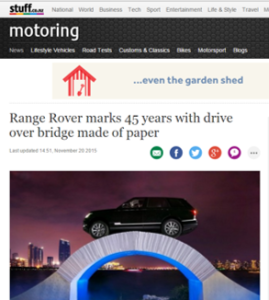 stuff.co.nz
National World Business Tech Sport Entertainment Life & Style Travel
motoring
News Lifestyle Vehicles Road Tests Classics & Customs Bikes Motorsport Blogs
...even the garden shed
Range Rover marks 45 years with drive
over bridge made of paper
Last updated 14:51, November 20 2015